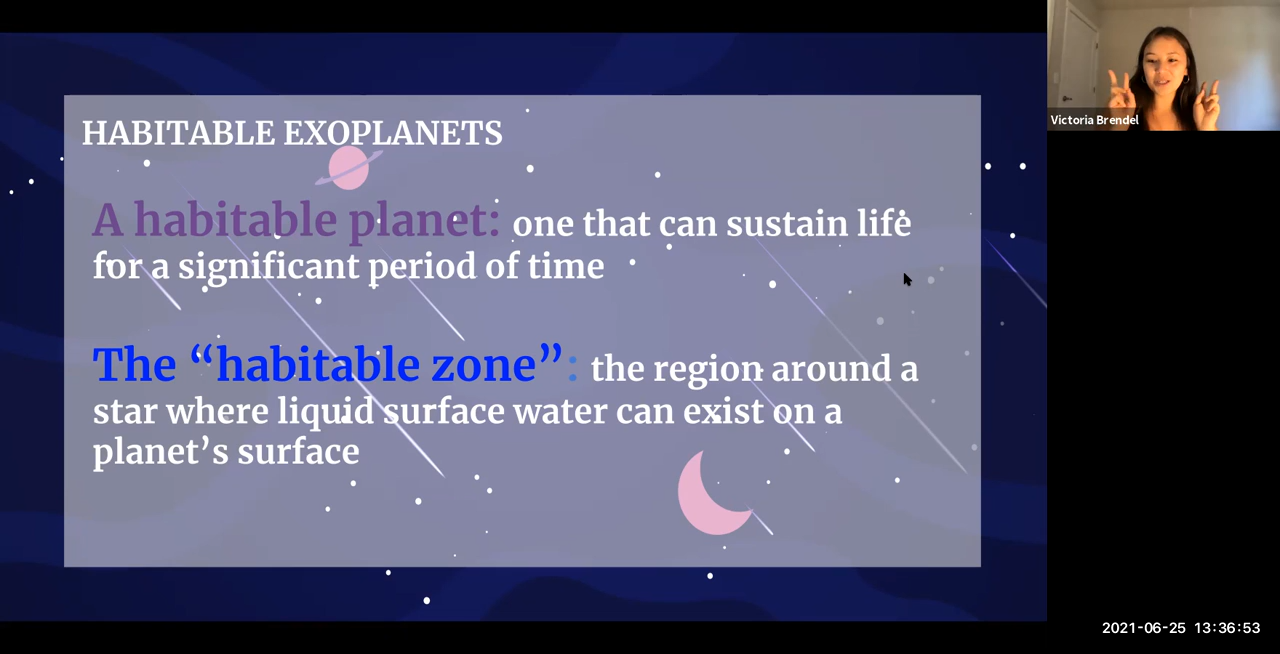 HABITABLE EXOPLANETS
A habitable planet: one that can sustain life
for a significant period of time
The “habitable zone”: the region around a
star where liquid surface water can exist on a
planet’s surface
Victoria Brendel
2021-06-25 13:36:53